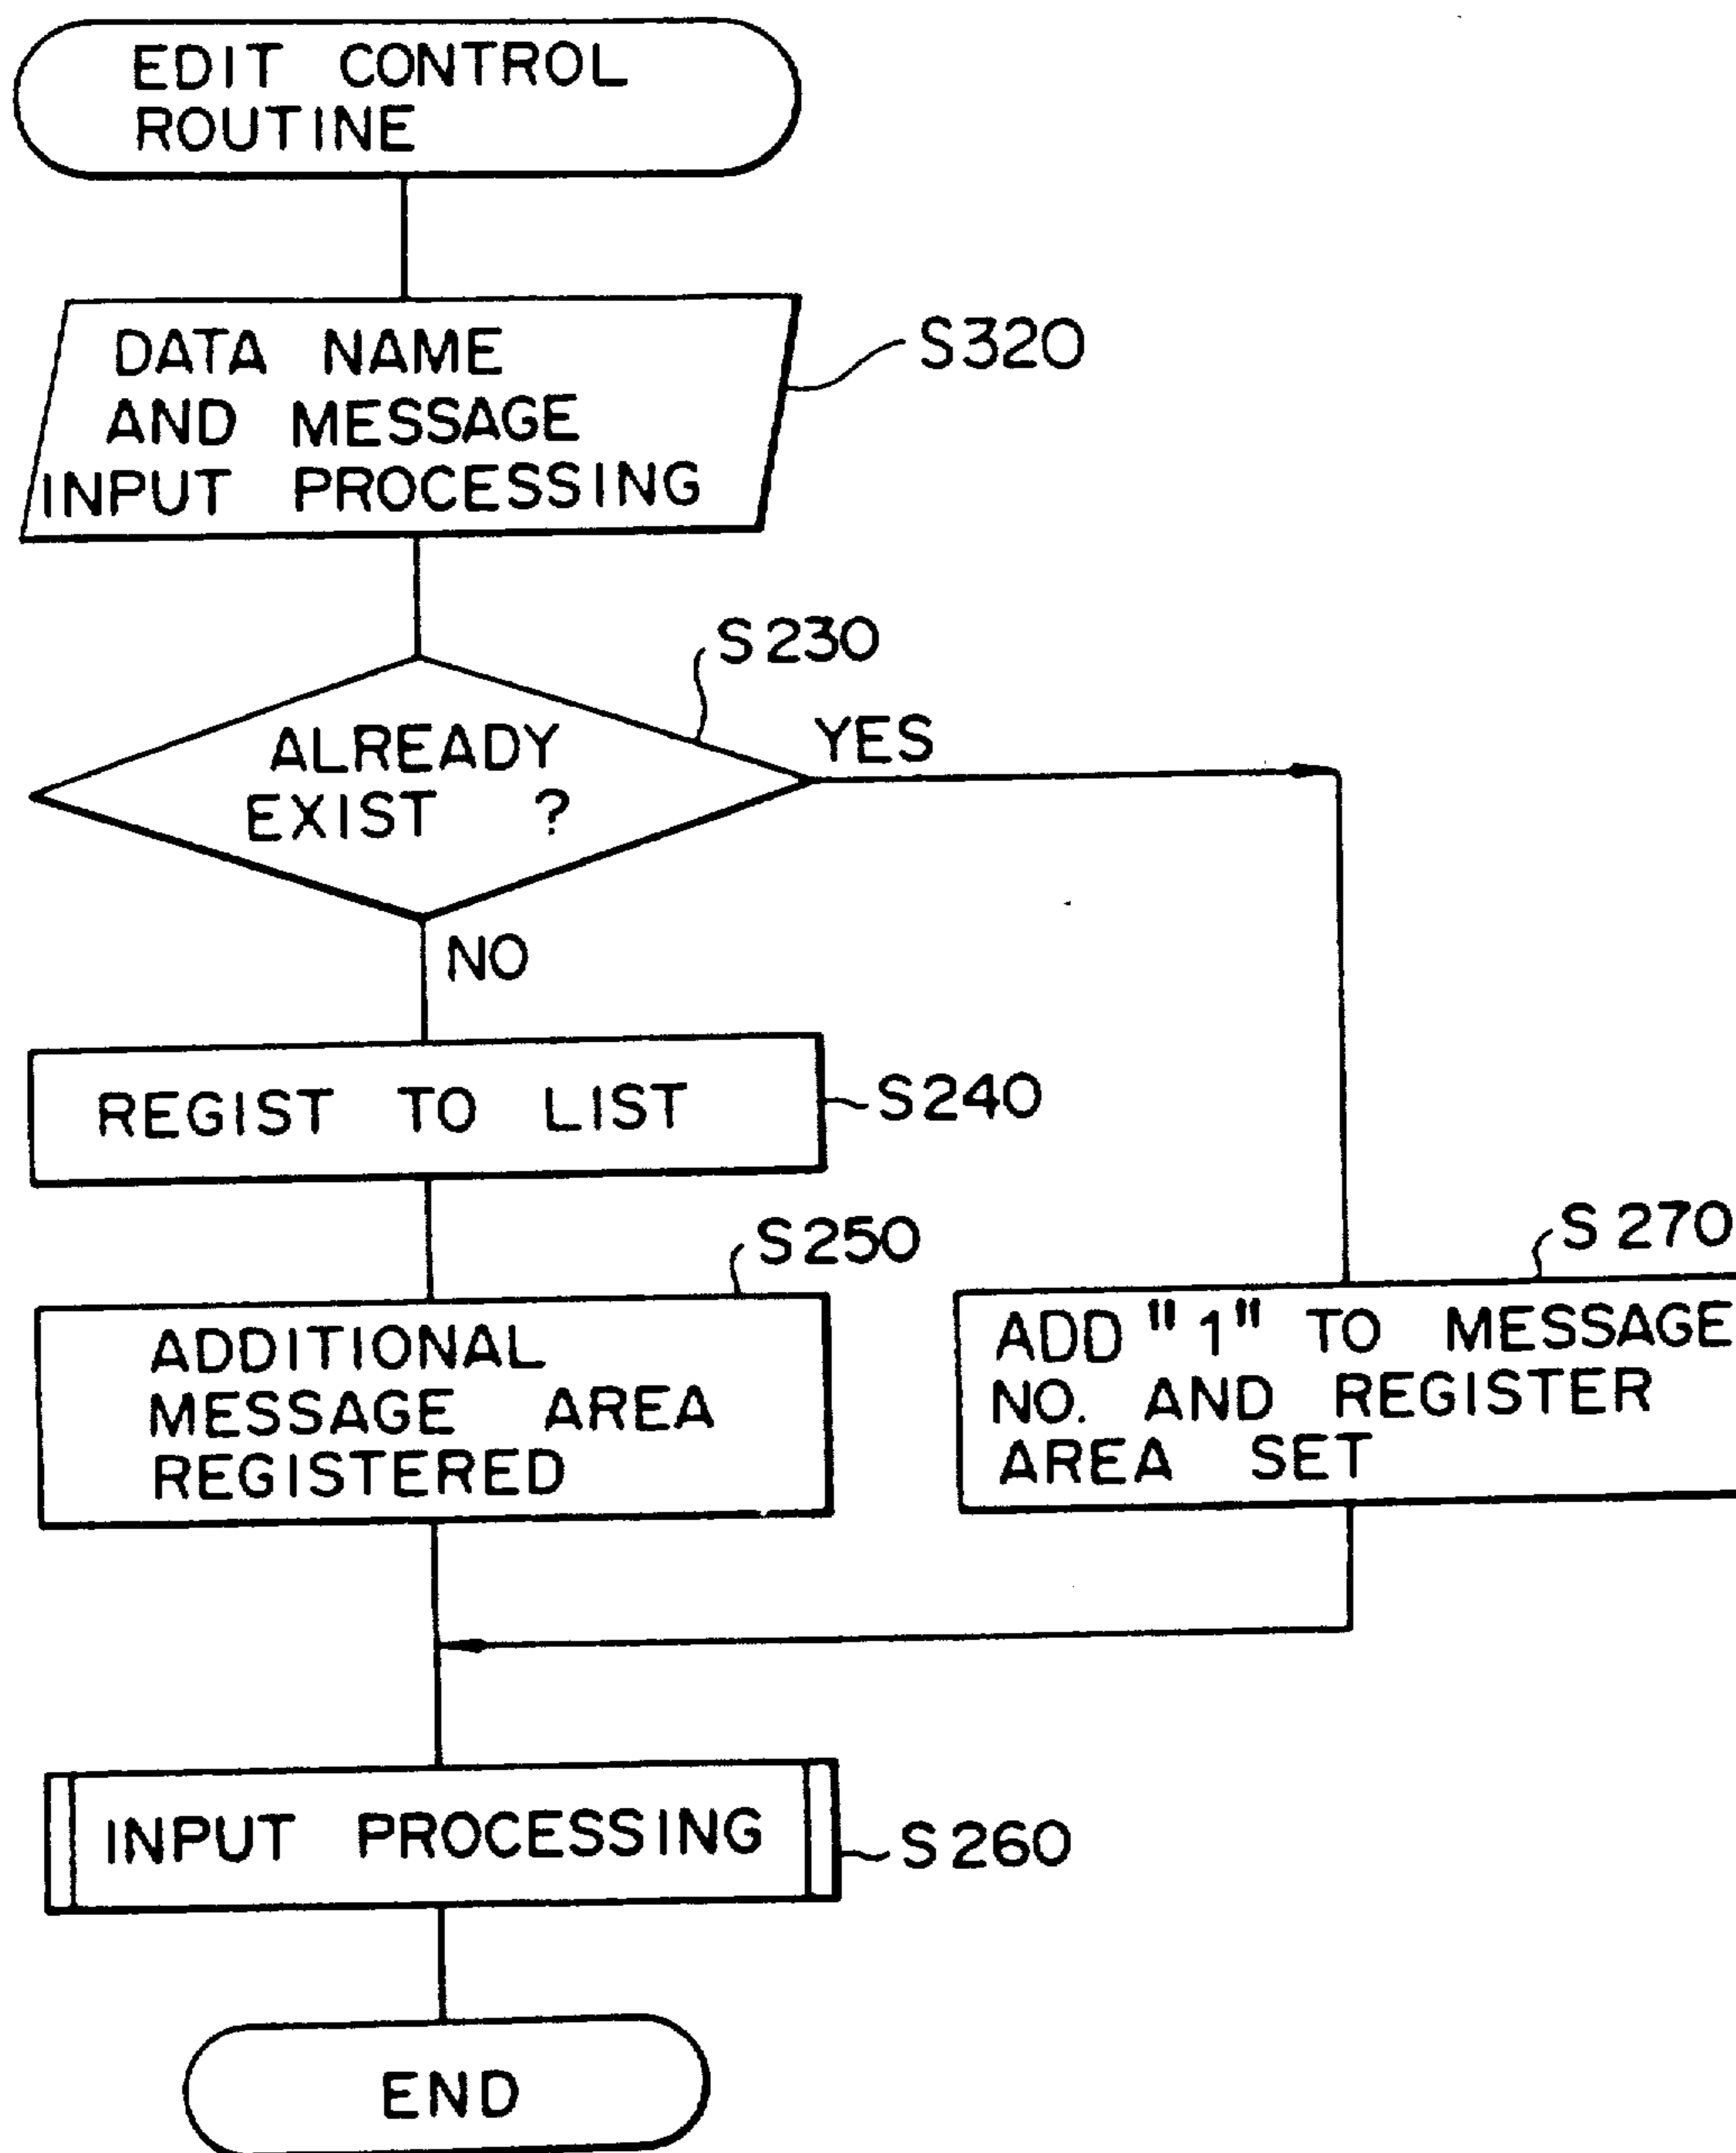 EDIT CONTROL
ROUTINE
DATA NAME
AND MESSAGE
INPUT PROCESSING
S320
S230
ALREADY
EXIST ?
YES
NO
REGIST TO LIST
S240
S250
ADDITIONAL
MESSAGE AREA
REGISTERED
S270
ADD "1" TO MESSAGE
NO. AND REGISTER
AREA SET
INPUT PROCESSING
S260
END